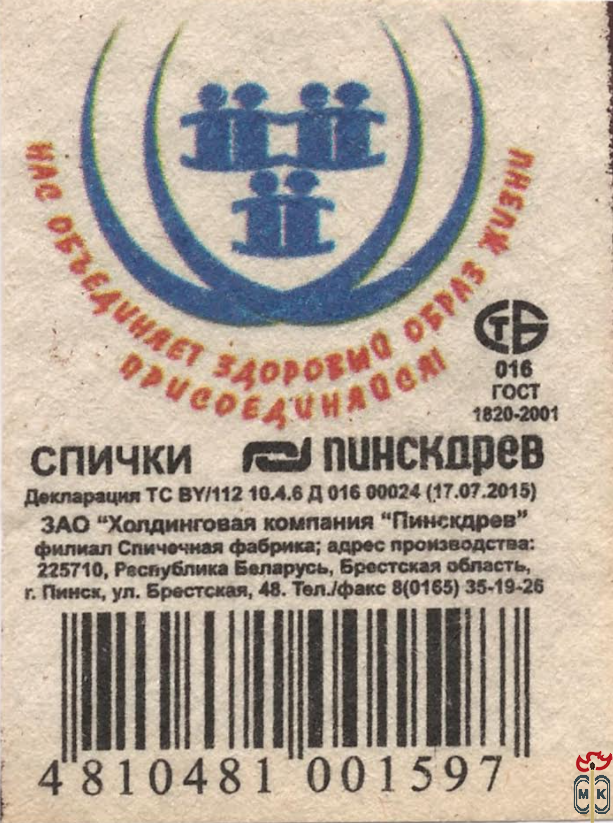 НАС ОБЪЕДИНЯЕТ ЗДОРОВЫЙ ОБРАЗ ЖИЗНИ
ПРИСОЕДИНЯЙСЯ!
СТБ
016
ГОСТ
1820-2001
СПИЧКИ ПИНСКДРЕВ
Декларация ТС BY/112 10.4.6 Д 016 00024 (17.07.2015)
ЗАО "Холдинговая компания "Пинскдрев"
филиал Спичечная фабрика; адрес производства:
225710, Республика Беларусь, Брестская область,
г. Пинск, ул. Брестская, 48. Тел./факс 8(0165) 35-19-26
4 810481 001597
МК